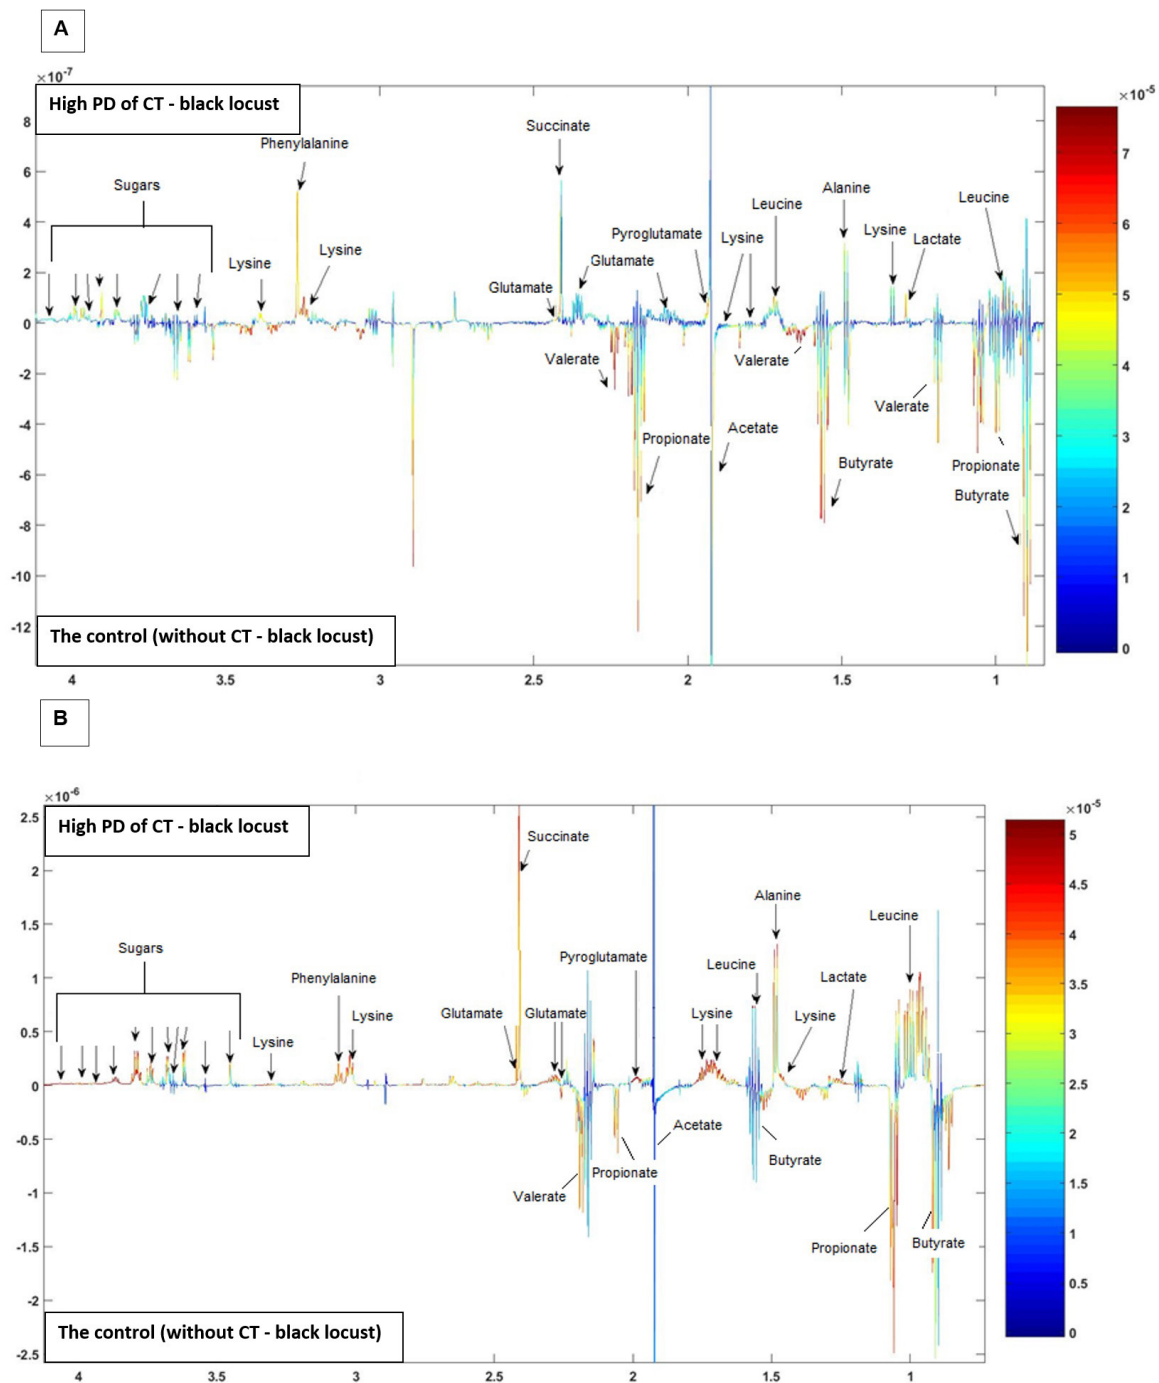 A
×10⁻⁷
High PD of CT - black locust
8
6
4
2
0
-2
-4
-6
-8
-10
-12
Sugars
Lysine
Phenylalanine
Lysine
Succinate
Glutamate
Glutamate
Pyroglutamate
Lysine
Leucine
Alanine
Lysine
Lactate
Leucine
Valerate
Propionate
Acetate
Valerate
Butyrate
Valerate
Propionate
Butyrate
The control (without CT - black locust)
4
3.5
3
2.5
2
1.5
1
×10⁻⁵
7
6
5
4
3
2
1
0
B
×10⁻⁶
High PD of CT - black locust
2.5
2
1.5
1
0.5
0
-0.5
-1
-1.5
-2
-2.5
Sugars
Lysine
Phenylalanine
Lysine
Succinate
Glutamate
Glutamate
Pyroglutamate
Lysine
Leucine
Alanine
Lysine
Lactate
Leucine
Valerate
Propionate
Acetate
Butyrate
Propionate
Butyrate
The control (without CT - black locust)
4
3.5
3
2.5
2
1.5
1
×10⁻⁵
5
4.5
4
3.5
3
2.5
2
1.5
1
0.5
0